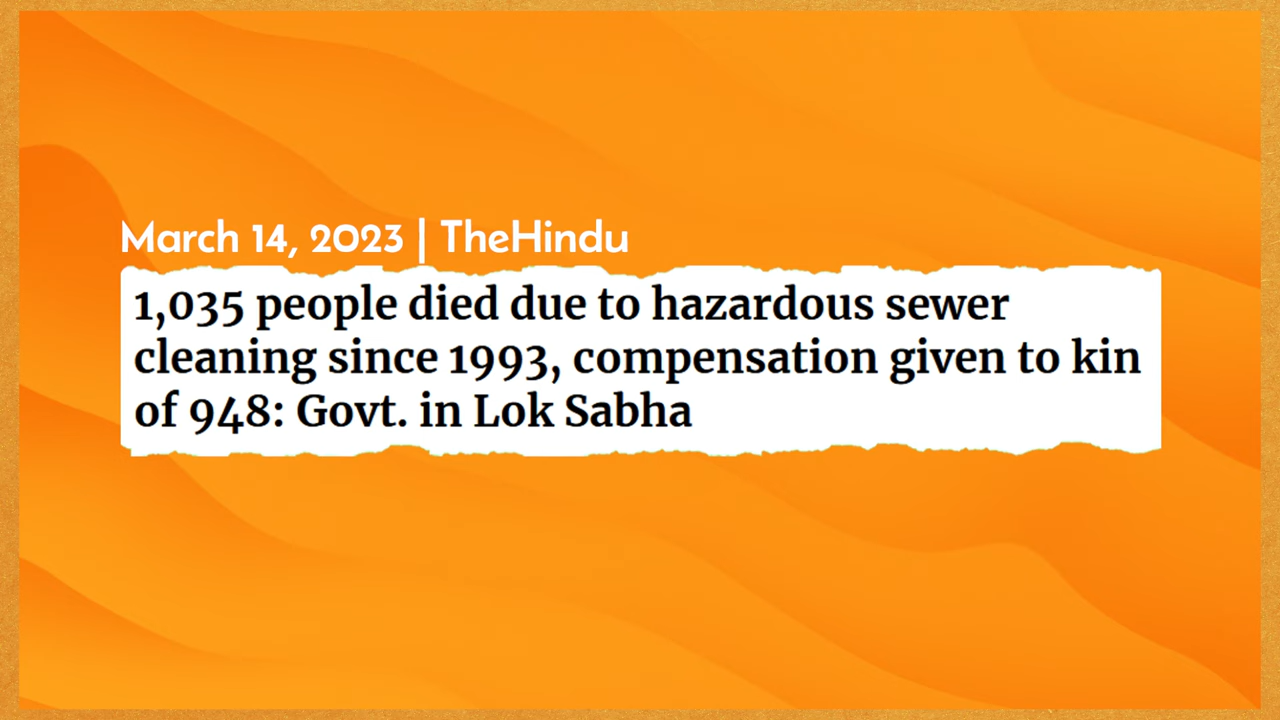 March 14, 2023 | TheHindu
1,035 people died due to hazardous sewer
cleaning since 1993, compensation given to kin
of 948: Govt. in Lok Sabha